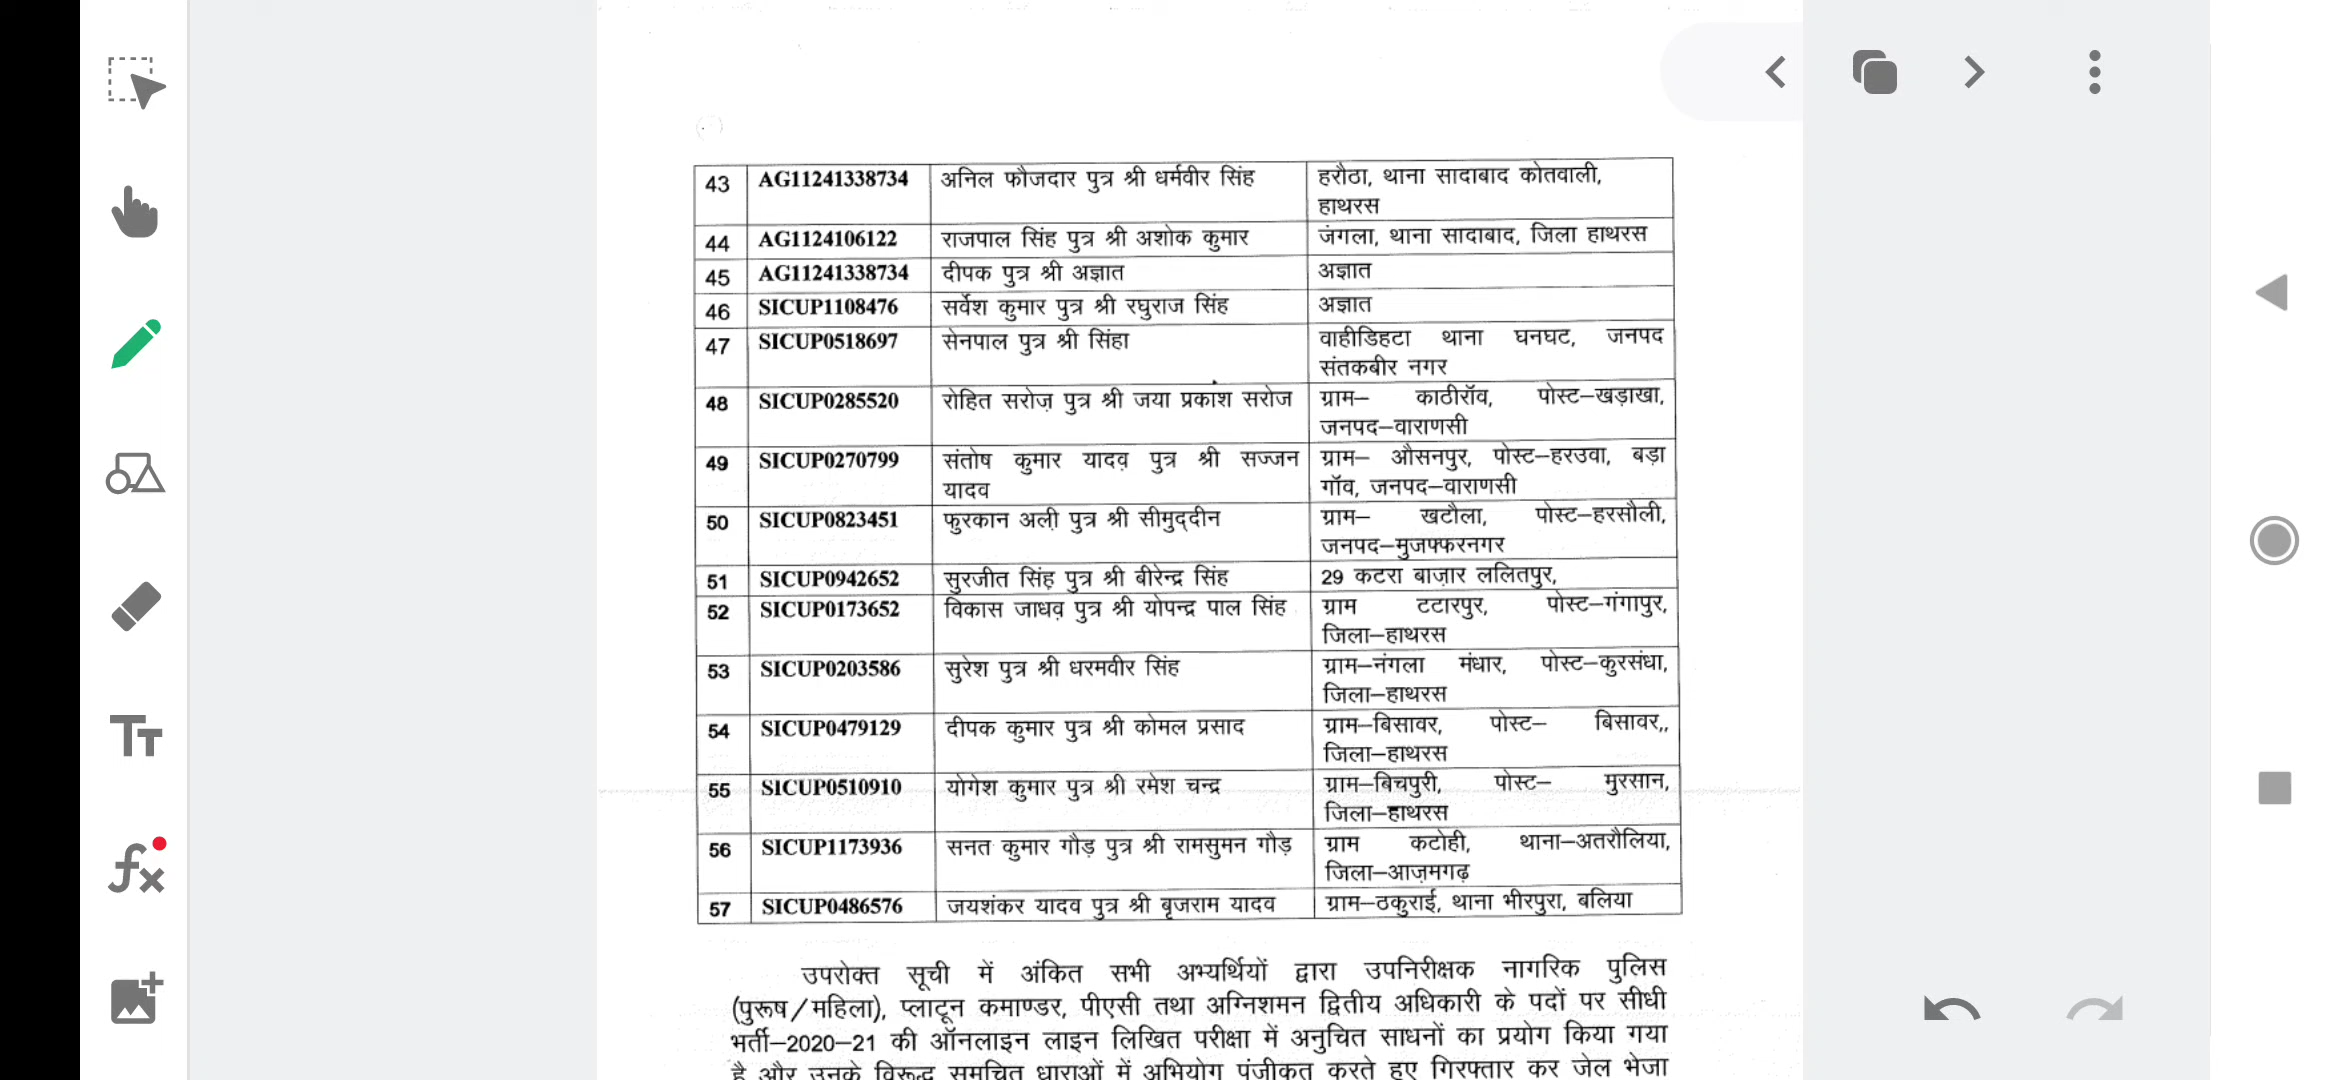 43 AG11241338734 अनिल फौजदार पुत्र श्री धर्मवीर सिंह हरौठा, थाना सादाबाद कोतवाली,
हाथरस
44 AG1124106122 राजपाल सिंह पुत्र श्री अशोक कुमार जंगला, थाना सादाबाद, जिला हाथरस
45 AG11241338734 दीपक पुत्र श्री अज्ञात अज्ञात
46 SICUP1108476 सर्वेश कुमार पुत्र श्री रघुराज सिंह अज्ञात
47 SICUP0518697 सेनपाल पुत्र श्री सिंहा वाहीडिहटा थाना घनघट, जनपद
संतकबीर नगर
48 SICUP0285520 रोहित सरोज़ पुत्र श्री जया प्रकाश सरोज ग्राम– काठीरॉव, पोस्ट–खड़ाखा,
जनपद–वाराणसी
49 SICUP0270799 संतोष कुमार यादव़ पुत्र श्री सज्जन ग्राम– औसनपुर, पोस्ट–हरउवा, बड़ा
यादव गॉव, जनपद–वाराणसी
50 SICUP0823451 फुरकान अल़ी पुत्र श्री सीमुद्दीन ग्राम– खटौला, पोस्ट–हरसौली,
जनपद–मुजफ्फरनगर
51 SICUP0942652 सुरजीत सिंह़ पुत्र श्री बीरेन्द्र सिंह 29 कटरा बाज़ार ललितपुर,
52 SICUP0173652 विकास जाधव़ पुत्र श्री योपन्द्र पाल सिंह ग्राम टटारपुर, पोस्ट–गंगापुर,
जिला–हाथरस
53 SICUP0203586 सुरेश पुत्र श्री धरमवीर सिंह ग्राम–नंगला मंधार, पोस्ट–कुरसंधा,
जिला–हाथरस
54 SICUP0479129 दीपक कुमार पुत्र श्री कोमल प्रसाद ग्राम–बिसावर, पोस्ट– बिसावर,,
जिला–हाथरस
55 SICUP0510910 योगेश कुमार पुत्र श्री रमेश चन्द्र ग्राम–बिचपुरी, पोस्ट– मुरसान,
जिला–हाथरस
56 SICUP1173936 सनत कुमार गौड़ पुत्र श्री रामसुमन गौड़ ग्राम कटोही, थाना–अतरौलिया,
जिला–आज़मगढ़
57 SICUP0486576 जयशंकर यादव पुत्र श्री बृजराम यादव ग्राम–ठकुराई, थाना भीरपुरा, बलिया
उपरोक्त सूची में अंकित सभी अभ्यर्थियों द्वारा उपनिरीक्षक नागरिक पुलिस
(पुरूष/महिला), प्लाटून कमाण्डर, पीएसी तथा अग्निशमन द्वितीय अधिकारी के पदों पर सीधी
भर्ती–2020–21 की ऑनलाइन लाइन लिखित परीक्षा में अनुचित साधनों का प्रयोग किया गया
है और उनके विरूद्ध समुचित धाराओं में अभियोग पंजीकृत करते हुए गिरफ्तार कर जेल भेजा
Tт
fx